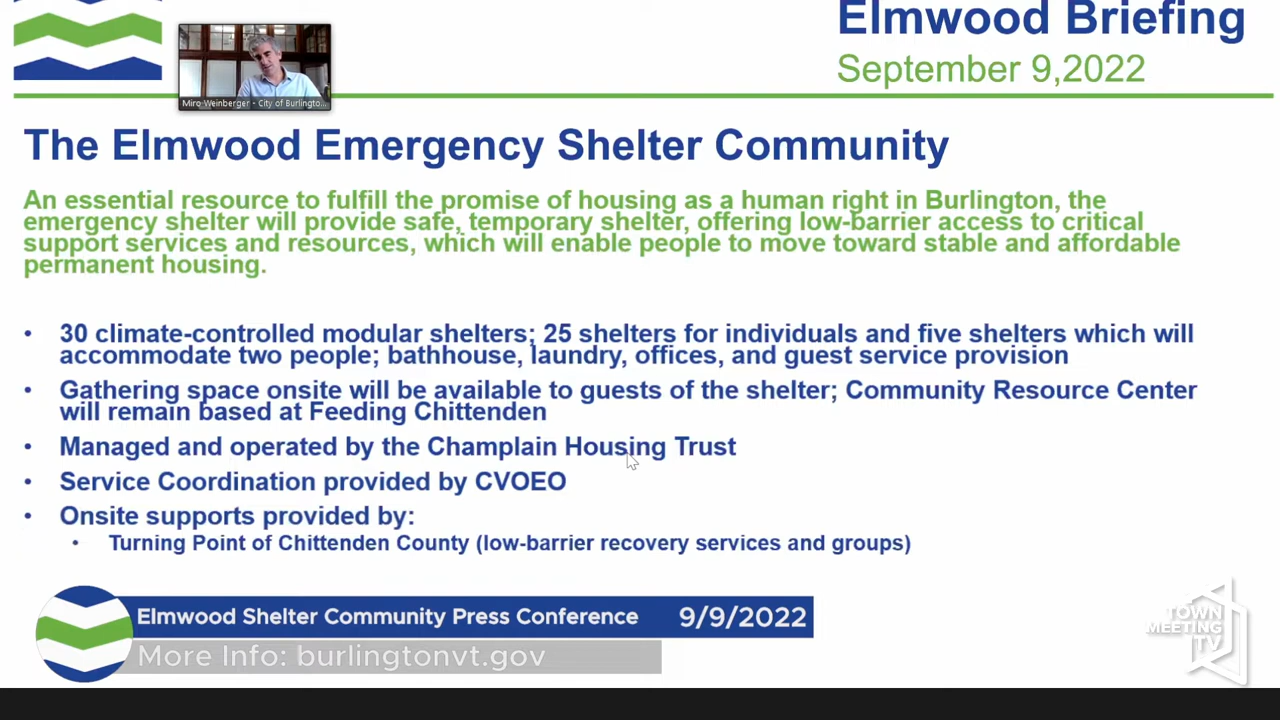 Elmwood Briefing
September 9,2022
Miro Weinberger - City of Burlingto...
The Elmwood Emergency Shelter Community
An essential resource to fulfill the promise of housing as a human right in Burlington, the
emergency shelter will provide safe, temporary shelter, offering low-barrier access to critical
support services and resources, which will enable people to move toward stable and affordable
permanent housing.
• 30 climate-controlled modular shelters; 25 shelters for individuals and five shelters which will
accommodate two people; bathhouse, laundry, offices, and guest service provision
• Gathering space onsite will be available to guests of the shelter; Community Resource Center
will remain based at Feeding Chittenden
• Managed and operated by the Champlain Housing Trust
• Service Coordination provided by CVOEO
• Onsite supports provided by:
• Turning Point of Chittenden County (low-barrier recovery services and groups)
Elmwood Shelter Community Press Conference 9/9/2022
More Info: burlingtonvt.gov
TOWN
MEETING
TV